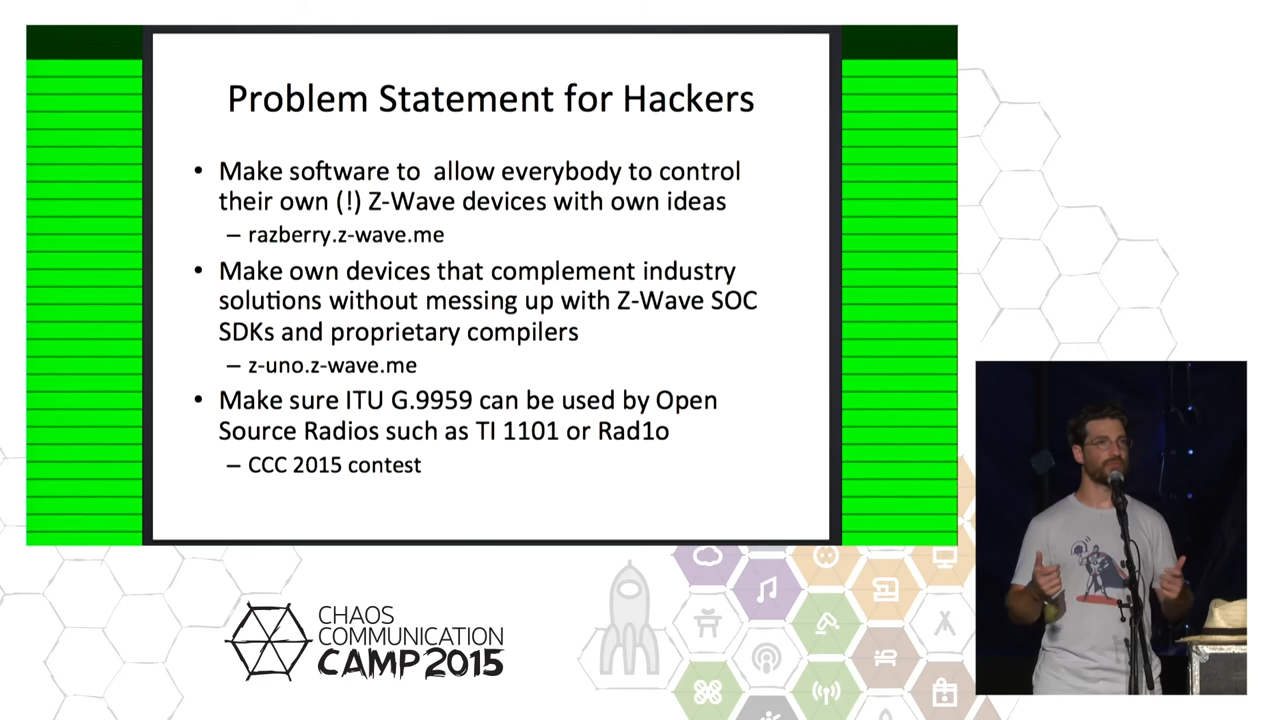 Problem Statement for Hackers
• Make software to  allow everybody to control
their own (!) Z-Wave devices with own ideas
– razberry.z-wave.me
• Make own devices that complement industry
solutions without messing up with Z-Wave SOC
SDKs and proprietary compilers
– z-uno.z-wave.me
• Make sure ITU G.9959 can be used by Open
Source Radios such as TI 1101 or Rad1o
– CCC 2015 contest
CHAOS
COMMUNICATION
CAMP 2015